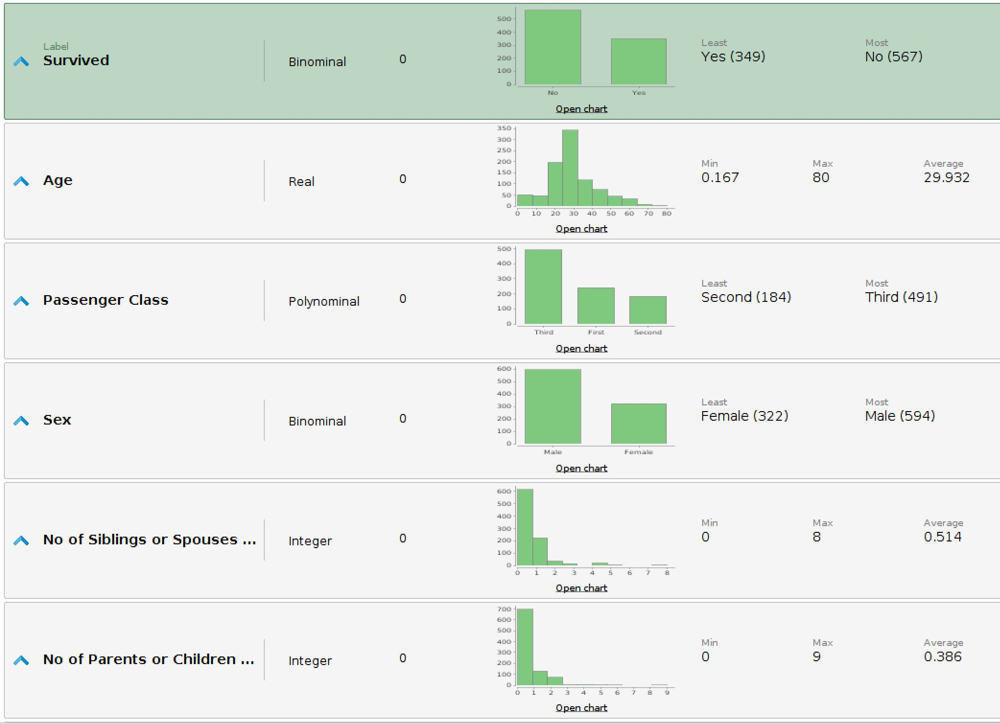 Label
Survived
Binominal
0
500
400
300
200
100
0
No Yes
Open chart
Least
Yes (349)
Most
No (567)
Age
Real
0
350
300
250
200
150
100
50
0
0 10 20 30 40 50 60 70 80
Open chart
Min
0.167
Max
80
Average
29.932
Passenger Class
Polynominal
0
500
400
300
200
100
0
Third First Second
Open chart
Least
Second (184)
Most
Third (491)
Sex
Binominal
0
600
500
400
300
200
100
0
Male Female
Open chart
Least
Female (322)
Most
Male (594)
No of Siblings or Spouses ...
Integer
0
600
500
400
300
200
100
0
0 1 2 3 4 5 6 7 8
Open chart
Min
0
Max
8
Average
0.514
No of Parents or Children ...
Integer
0
700
600
500
400
300
200
100
0
0 1 2 3 4 5 6 7 8 9
Open chart
Min
0
Max
9
Average
0.386